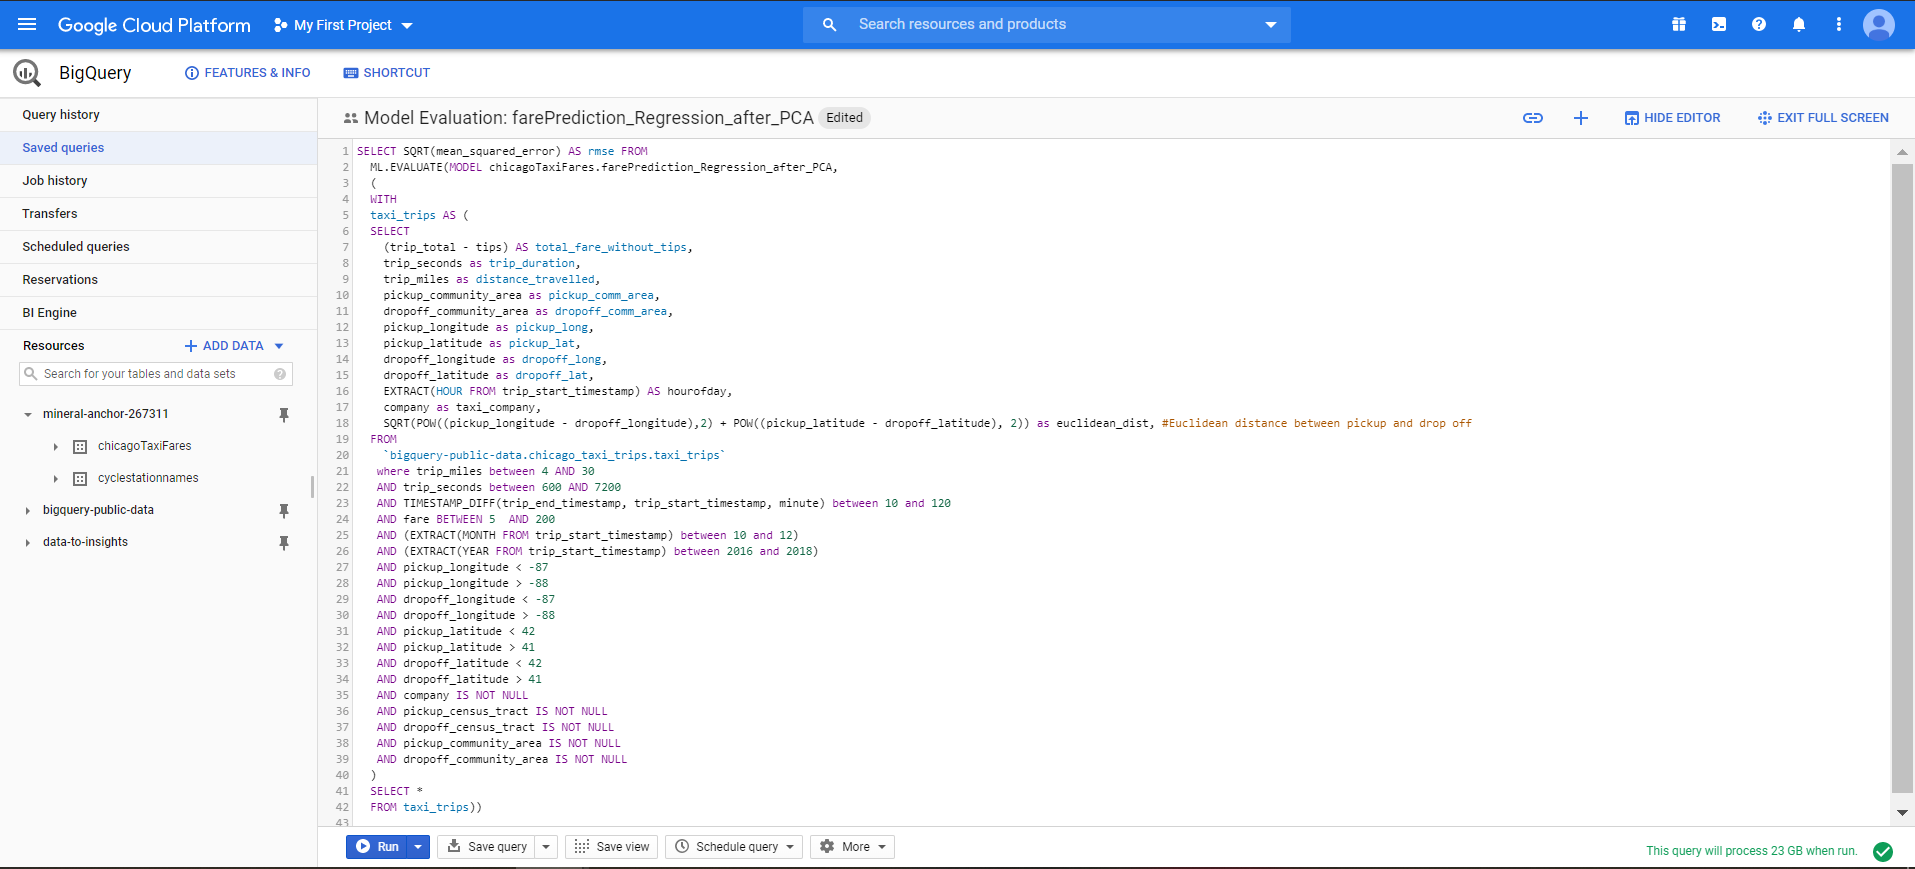 Google Cloud Platform My First Project Search resources and products
BigQuery FEATURES & INFO SHORTCUT
Query history
Saved queries
Job history
Transfers
Scheduled queries
Reservations
BI Engine
Resources ADD DATA
Search for your tables and data sets
mineral-anchor-267311
chicagoTaxiFares
cyclestationnames
bigquery-public-data
data-to-insights
Model Evaluation: farePrediction_Regression_after_PCA Edited HIDE EDITOR EXIT FULL SCREEN
1 SELECT SQRT(mean_squared_error) AS rmse FROM
2 ML.EVALUATE(MODEL chicagoTaxiFares.farePrediction_Regression_after_PCA,
3 (
4 WITH
5 taxi_trips AS (
6 SELECT
7 (trip_total - tips) AS total_fare_without_tips,
8 trip_seconds as trip_duration,
9 trip_miles as distance_travelled,
10 pickup_community_area as pickup_comm_area,
11 dropoff_community_area as dropoff_comm_area,
12 pickup_longitude as pickup_long,
13 pickup_latitude as pickup_lat,
14 dropoff_longitude as dropoff_long,
15 dropoff_latitude as dropoff_lat,
16 EXTRACT(HOUR FROM trip_start_timestamp) AS hourofday,
17 company as taxi_company,
18 SQRT(POW((pickup_longitude - dropoff_longitude),2) + POW((pickup_latitude - dropoff_latitude), 2)) as euclidean_dist, #Euclidean distance between pickup and drop off
19 FROM
20 `bigquery-public-data.chicago_taxi_trips.taxi_trips`
21 where trip_miles between 4 AND 30
22 AND trip_seconds between 600 AND 7200
23 AND TIMESTAMP_DIFF(trip_end_timestamp, trip_start_timestamp, minute) between 10 and 120
24 AND fare BETWEEN 5  AND 200
25 AND (EXTRACT(MONTH FROM trip_start_timestamp) between 10 and 12)
26 AND (EXTRACT(YEAR FROM trip_start_timestamp) between 2016 and 2018)
27 AND pickup_longitude < -87
28 AND pickup_longitude > -88
29 AND dropoff_longitude < -87
30 AND dropoff_longitude > -88
31 AND pickup_latitude < 42
32 AND pickup_latitude > 41
33 AND dropoff_latitude < 42
34 AND dropoff_latitude > 41
35 AND company IS NOT NULL
36 AND pickup_census_tract IS NOT NULL
37 AND dropoff_census_tract IS NOT NULL
38 AND pickup_community_area IS NOT NULL
39 AND dropoff_community_area IS NOT NULL
40 )
41 SELECT *
42 FROM taxi_trips))
43
Run Save query Save view Schedule query More This query will process 23 GB when run.